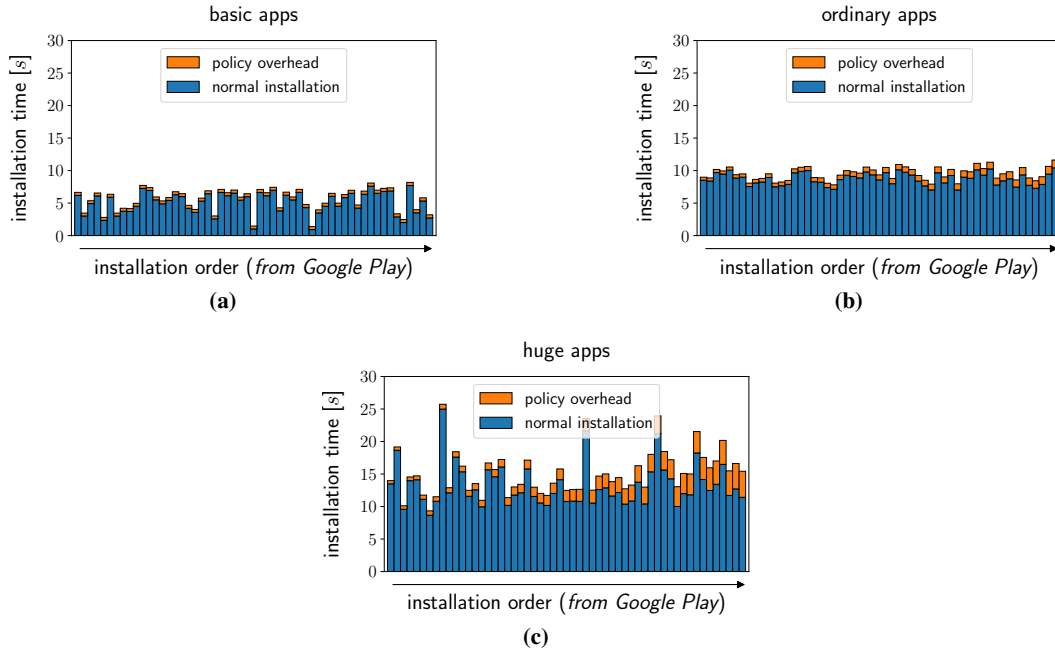 basic apps
30
25
20
15
10
5
0
installation time [s]
policy overhead
normal installation
installation order (from Google Play)
(a)
ordinary apps
30
25
20
15
10
5
0
installation time [s]
policy overhead
normal installation
installation order (from Google Play)
(b)
huge apps
30
25
20
15
10
5
0
installation time [s]
policy overhead
normal installation
installation order (from Google Play)
(c)